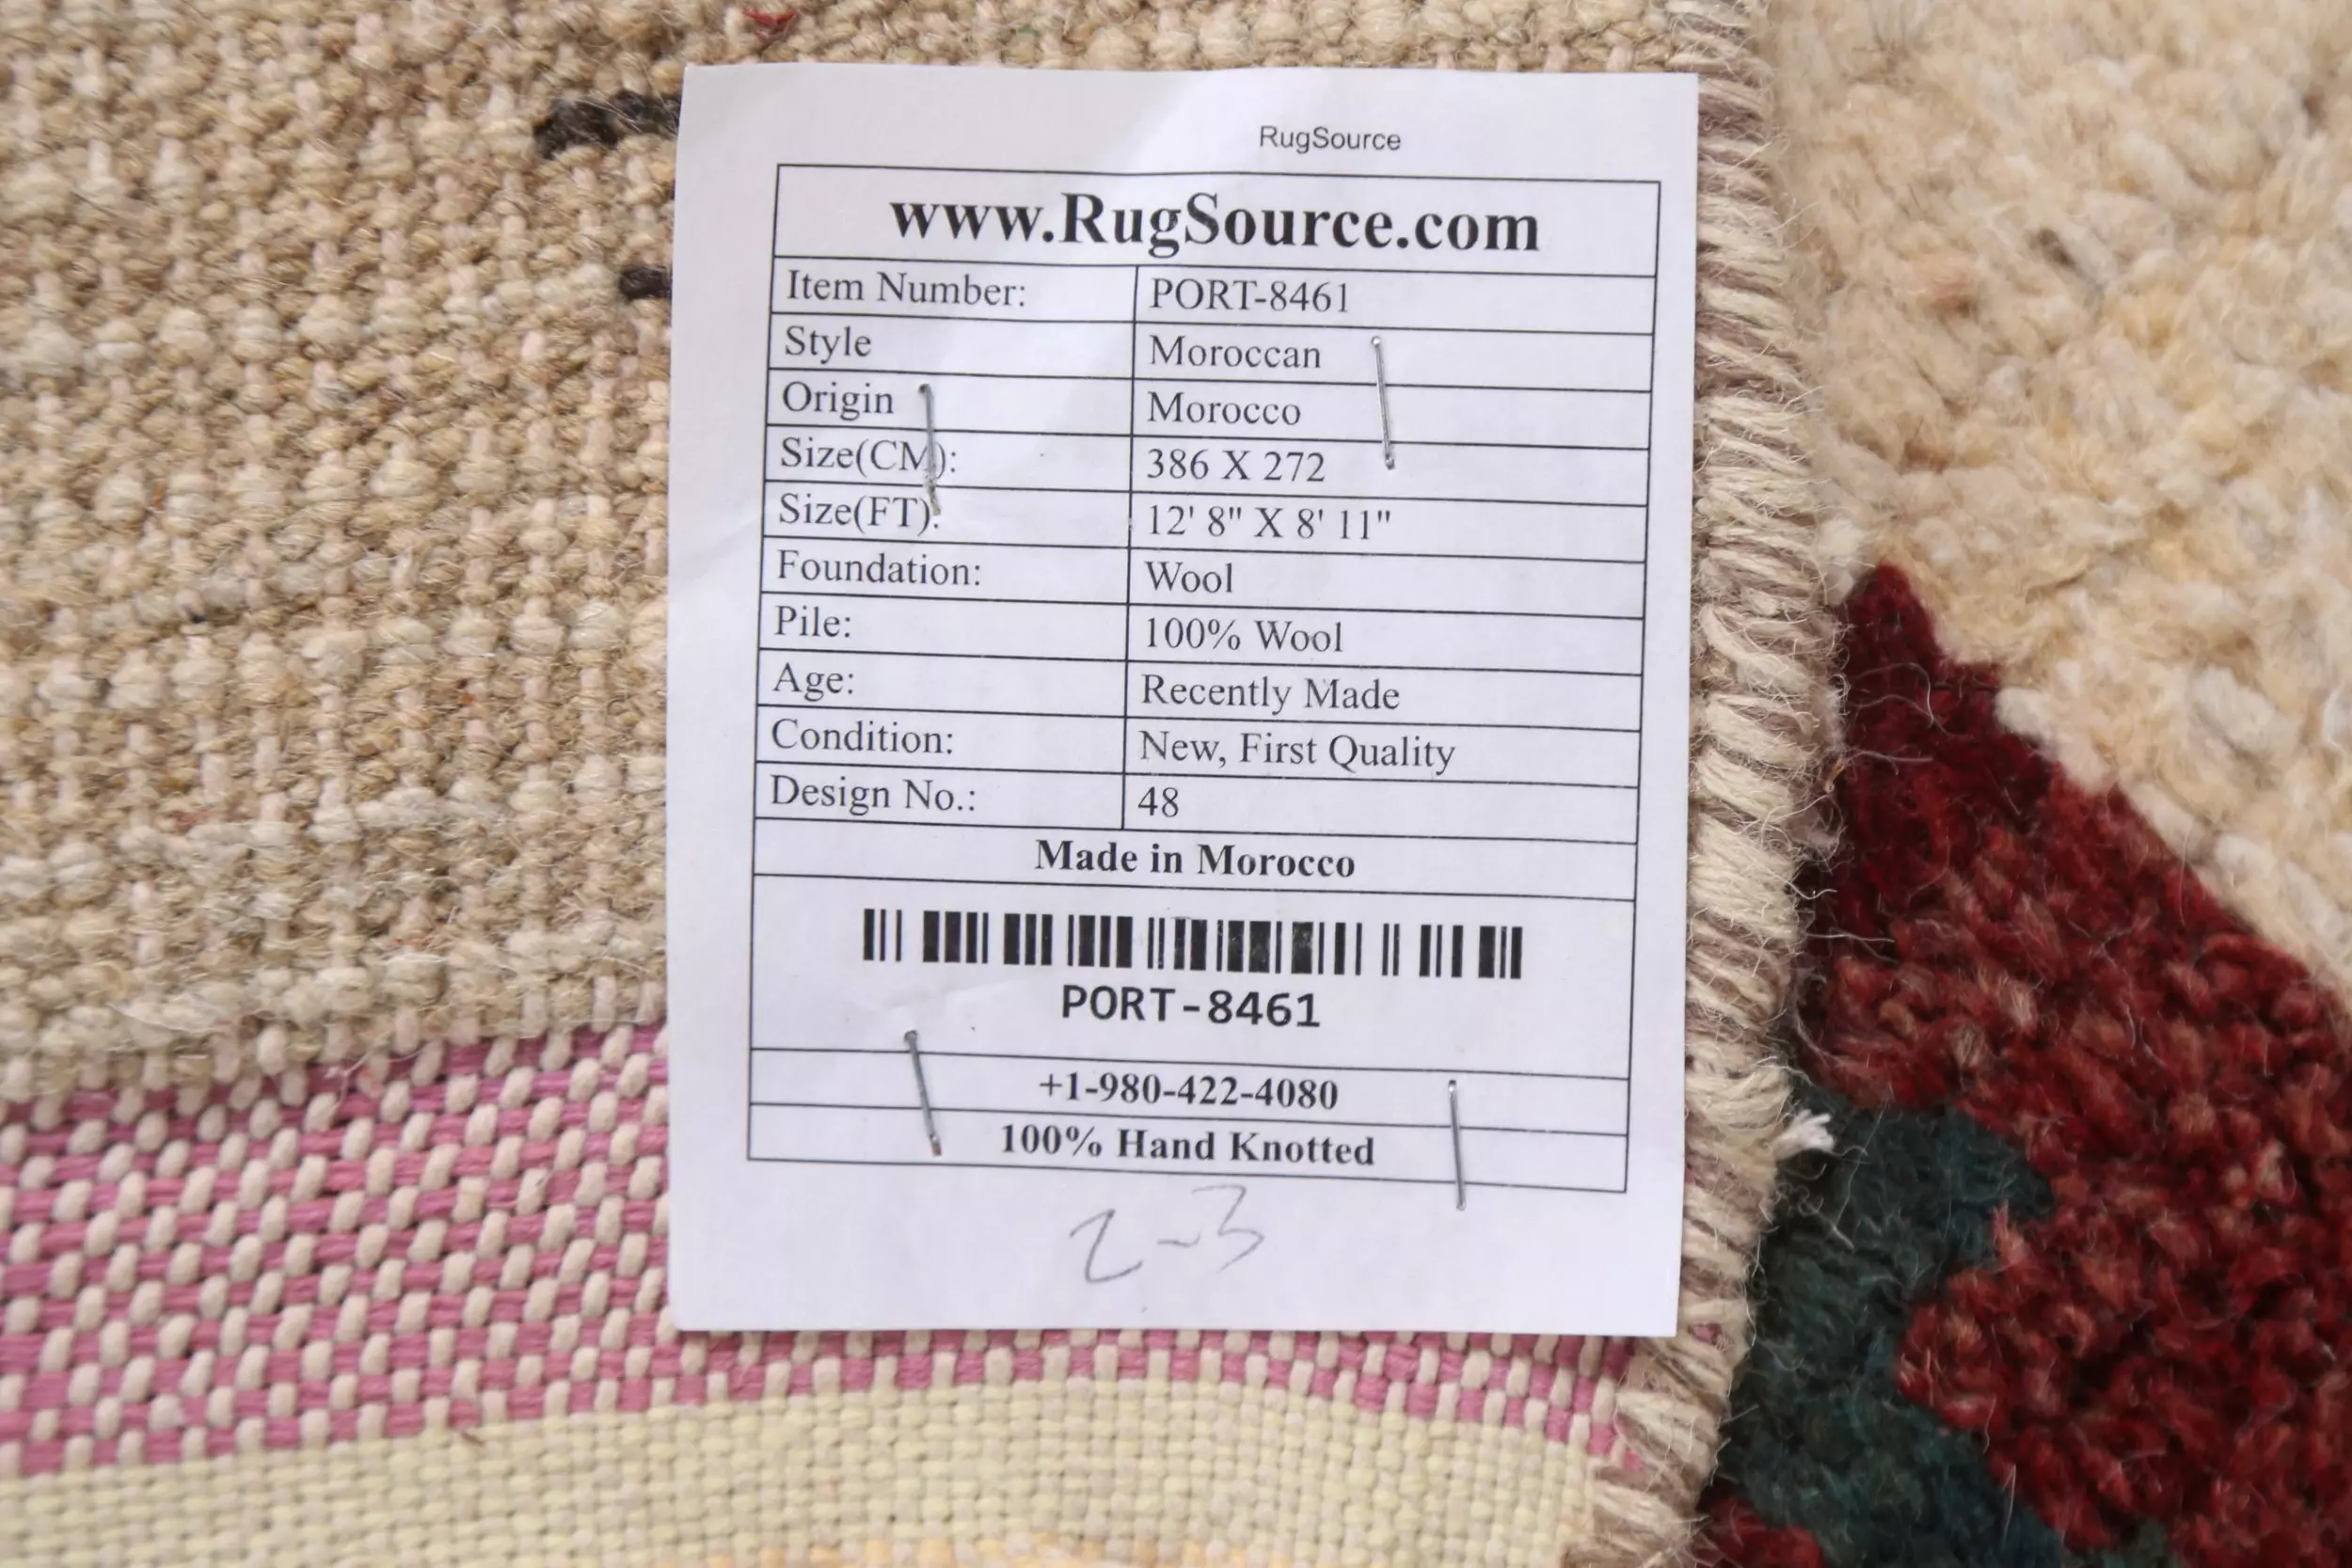 RugSource
www.RugSource.com
Item Number: PORT-8461
Style Moroccan
Origin Morocco
Size(CM): 386 X 272
Size(FT): 12' 8" X 8' 11"
Foundation: Wool
Pile: 100% Wool
Age: Recently Made
Condition: New, First Quality
Design No.: 48
Made in Morocco
PORT-8461
+1-980-422-4080
100% Hand Knotted
2-3